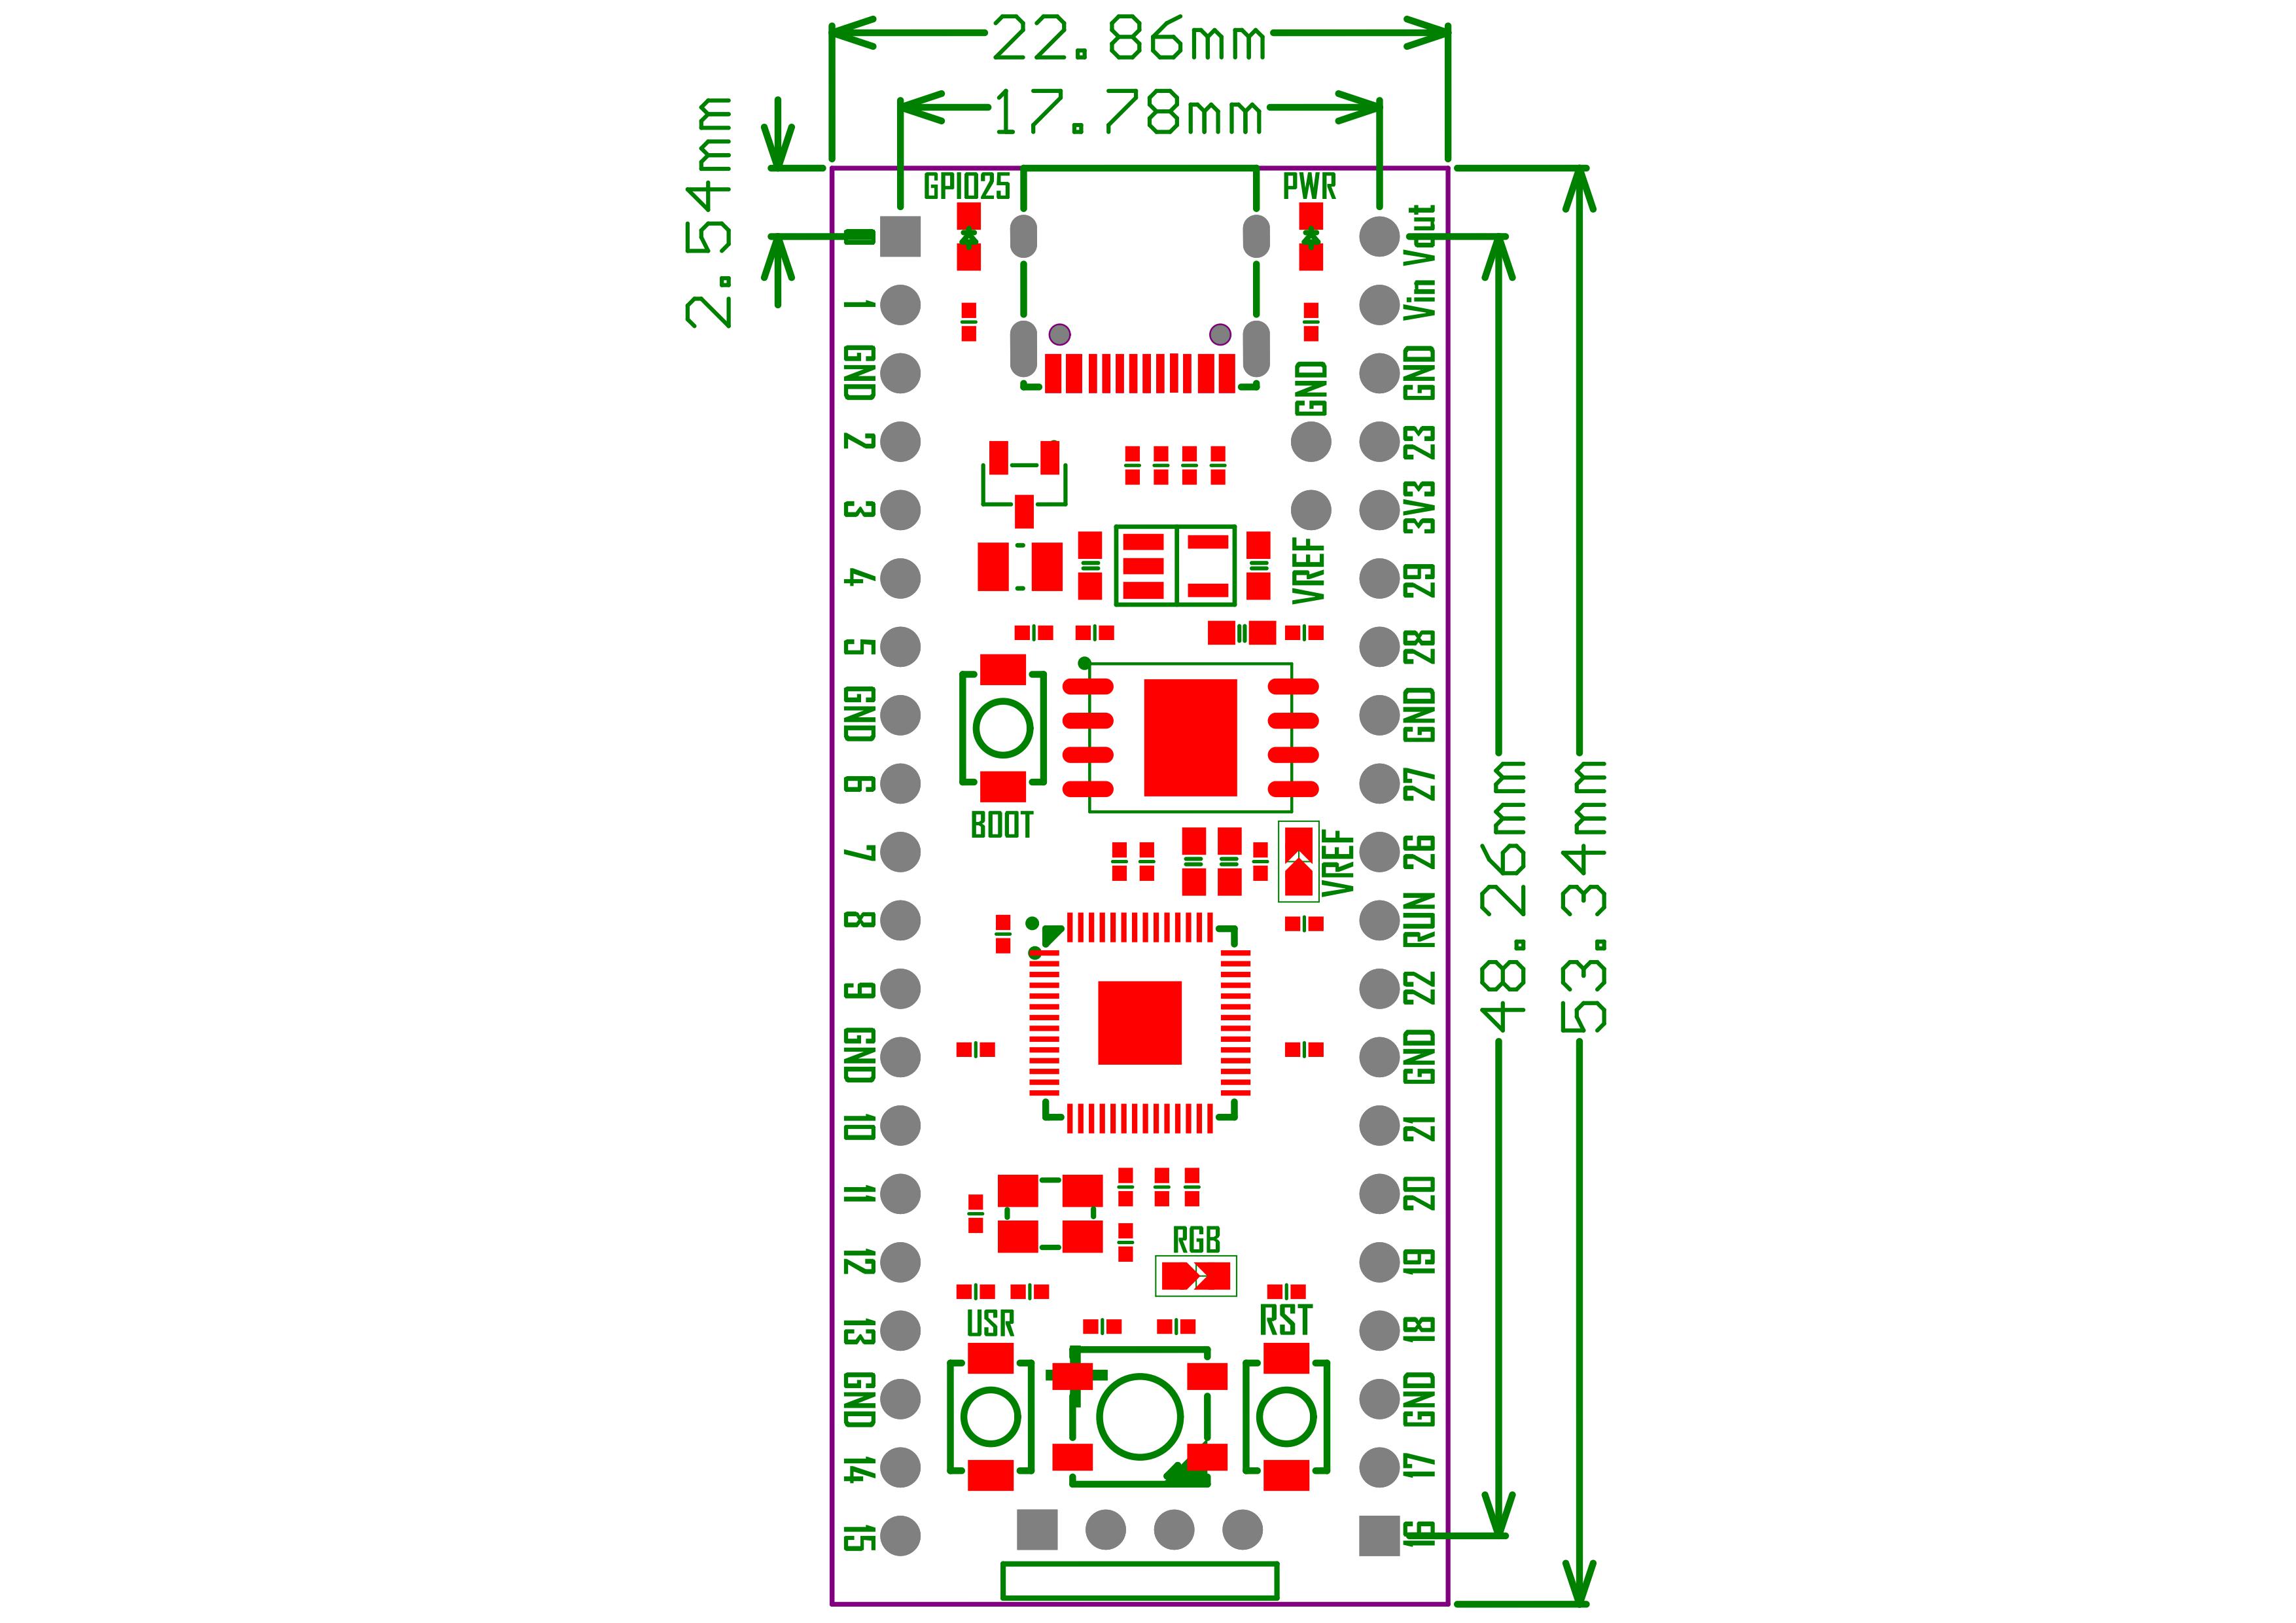 22.86mm
17.78mm
2.54mm
GPIO25
PWR
0
1
GND
2
3
4
5
GND
6
7
8
9
GND
10
11
12
13
GND
14
15
GND
VREF
BOOT
VREF
RGB
USR
RST
Vout
Vin
GND
23
3V3
29
28
GND
27
26
RUN
22
GND
21
20
19
18
GND
17
16
48.26mm
53.34mm